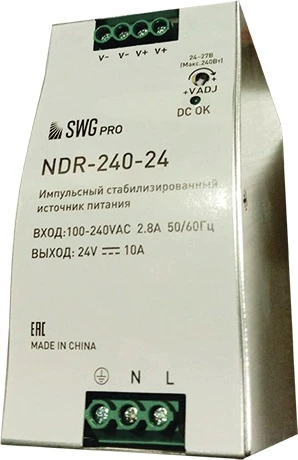 V- V- V+ V+
24-27В
(Макс.240Вт)
+VADJ
DC OK
SWG PRO
NDR-240-24
Импульсный стабилизированный
источник питания
ВХОД:100-240VAC 2.8A 50/60Гц
ВЫХОД: 24V ⎓ 10A
EAC
MADE IN CHINA
⏚ N L